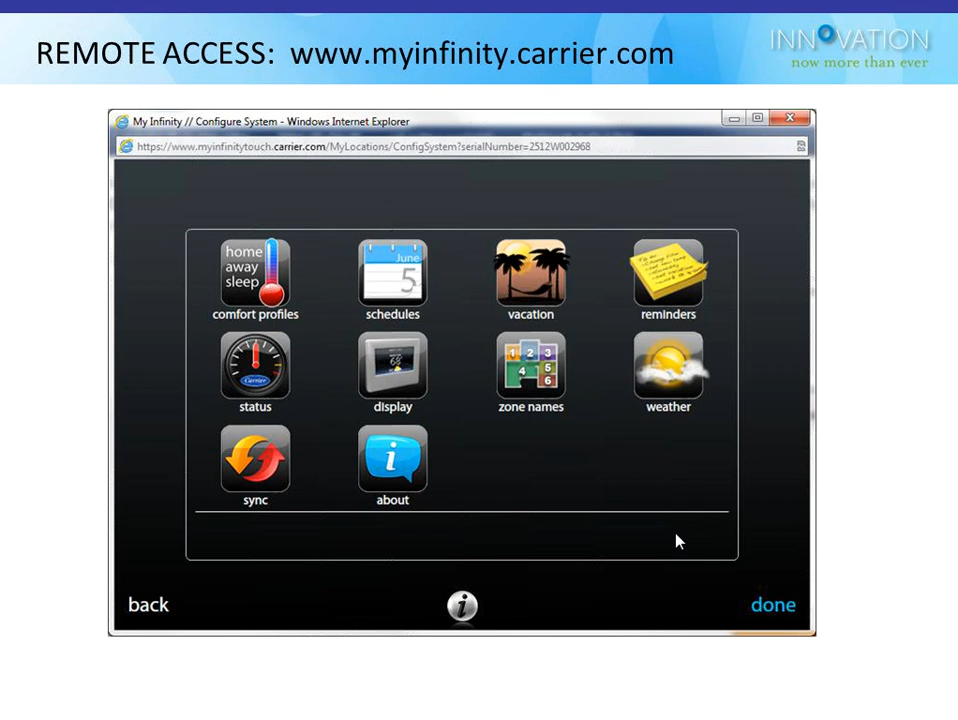 REMOTE ACCESS: www.myinfinity.carrier.com
INNOVATION
now more than ever
My Infinity // Configure System - Windows Internet Explorer
https://www.myinfinitytouch.carrier.com/MyLocations/ConfigSystem?serialNumber=2512W002968
home
away
sleep
June
5
comfort profiles
schedules
vacation
reminders
Carrier
68
1 2 3
4 5
6
status
display
zone names
weather
i
sync
about
back
i
done